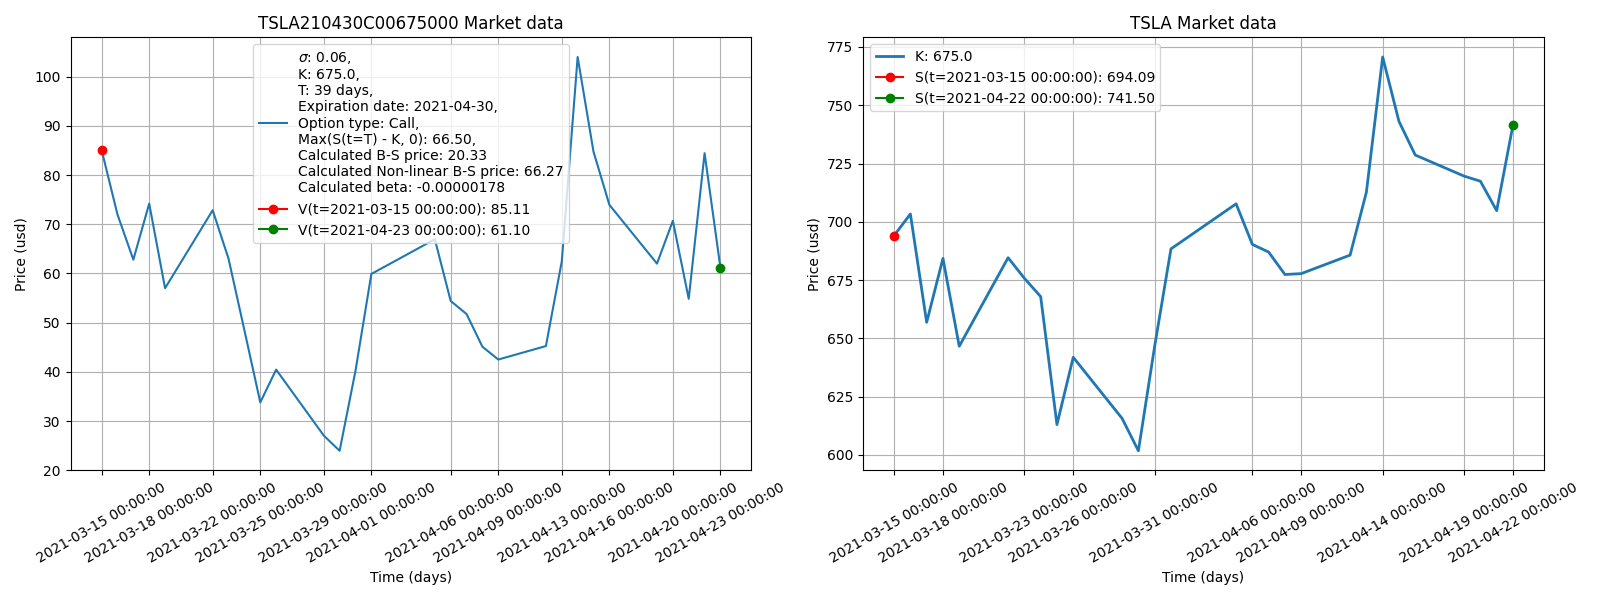 TSLA210430C00675000 Market data
σ: 0.06,
K: 675.0,
T: 39 days,
Expiration date: 2021-04-30,
Option type: Call,
Max(S(t=T) - K, 0): 66.50,
Calculated B-S price: 20.33
Calculated Non-linear B-S price: 66.27
Calculated beta: -0.00000178
V(t=2021-03-15 00:00:00): 85.11
V(t=2021-04-23 00:00:00): 61.10
Price (usd)
100
90
80
70
60
50
40
30
20
2021-03-15 00:00:00
2021-03-18 00:00:00
2021-03-22 00:00:00
2021-03-25 00:00:00
2021-03-29 00:00:00
2021-04-01 00:00:00
2021-04-06 00:00:00
2021-04-09 00:00:00
2021-04-13 00:00:00
2021-04-16 00:00:00
2021-04-20 00:00:00
2021-04-23 00:00:00
Time (days)
TSLA Market data
K: 675.0
S(t=2021-03-15 00:00:00): 694.09
S(t=2021-04-22 00:00:00): 741.50
Price (usd)
775
750
725
700
675
650
625
600
2021-03-15 00:00:00
2021-03-18 00:00:00
2021-03-23 00:00:00
2021-03-26 00:00:00
2021-03-31 00:00:00
2021-04-06 00:00:00
2021-04-09 00:00:00
2021-04-14 00:00:00
2021-04-19 00:00:00
2021-04-22 00:00:00
Time (days)